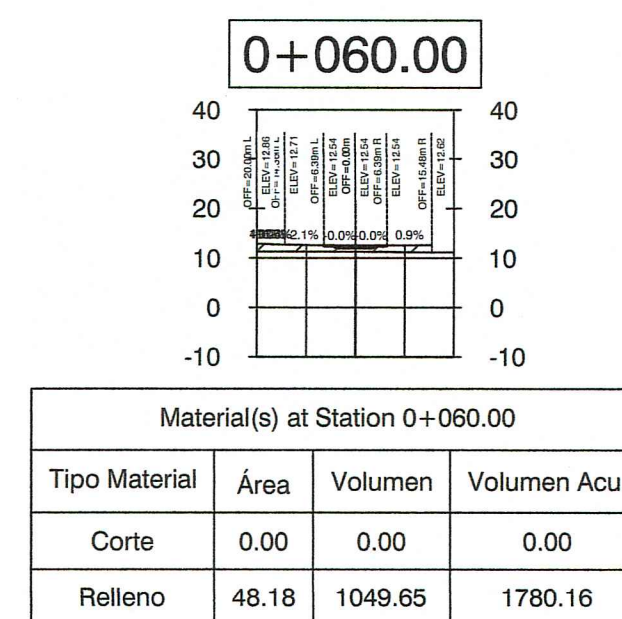 0+060.00
40 40
30 30
20 20
10 10
0 0
-10 -10
OFF=20.00m L
ELEV=12.86
ELEV=12.71
OFF=6.39m L
ELEV=12.54
OFF=0.00m
ELEV=12.54
OFF=6.39m R
ELEV=12.54
OFF=15.48m R
ELEV=12.62
2.1% -0.0% -0.0% 0.9%
Material(s) at Station 0+060.00
Tipo Material Área Volumen Volumen Acu
Corte 0.00 0.00 0.00
Relleno 48.18 1049.65 1780.16